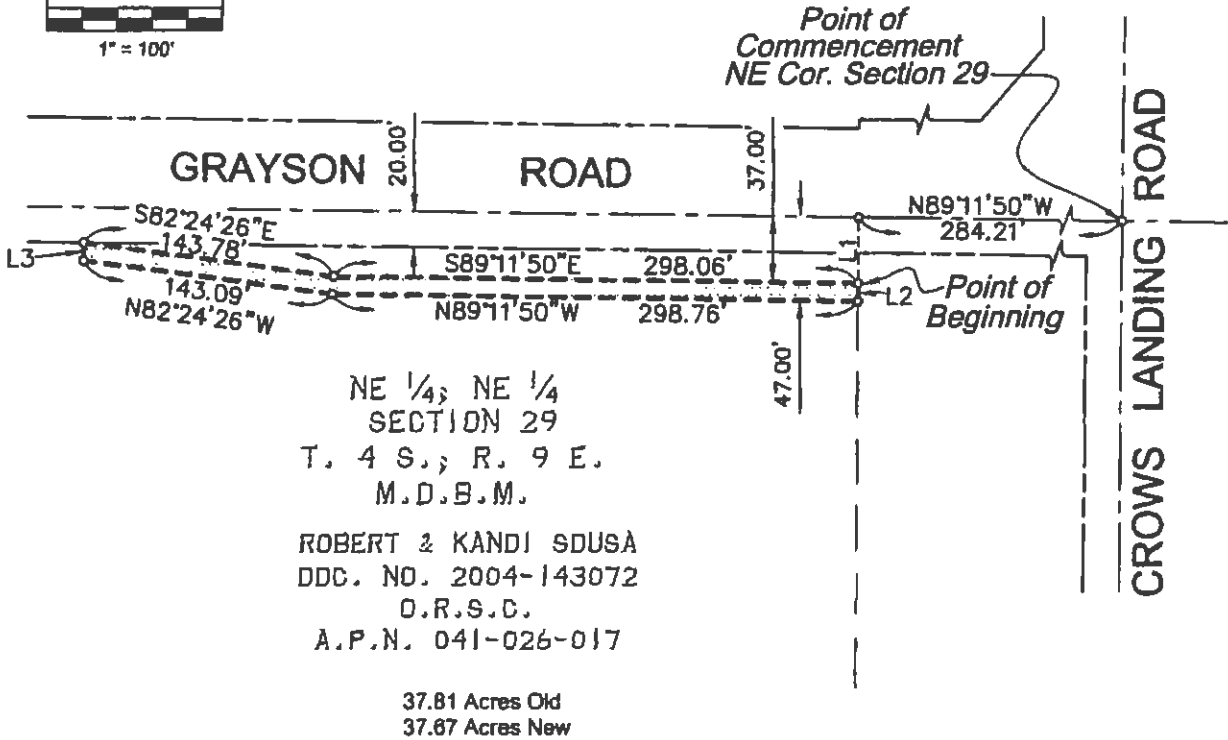 1" = 100'
Point of
Commencement
NE Cor. Section 29
GRAYSON ROAD
20.00'
37.00'
N89°11'50"W
284.21'
CROWS LANDING ROAD
S82°24'26"E
143.78'
L3
143.09'
N82°24'26"W
S89°11'50"E 298.06'
N89°11'50"W 298.76'
L1
L2
Point of
Beginning
47.00'
NE 1/4; NE 1/4
SECTION 29
T. 4 S.; R. 9 E.
M.D.B.M.
ROBERT & KANDI SOUSA
DOC. NO. 2004-143072
O.R.S.C.
A.P.N. 041-026-017
37.81 Acres Old
37.67 Acres New